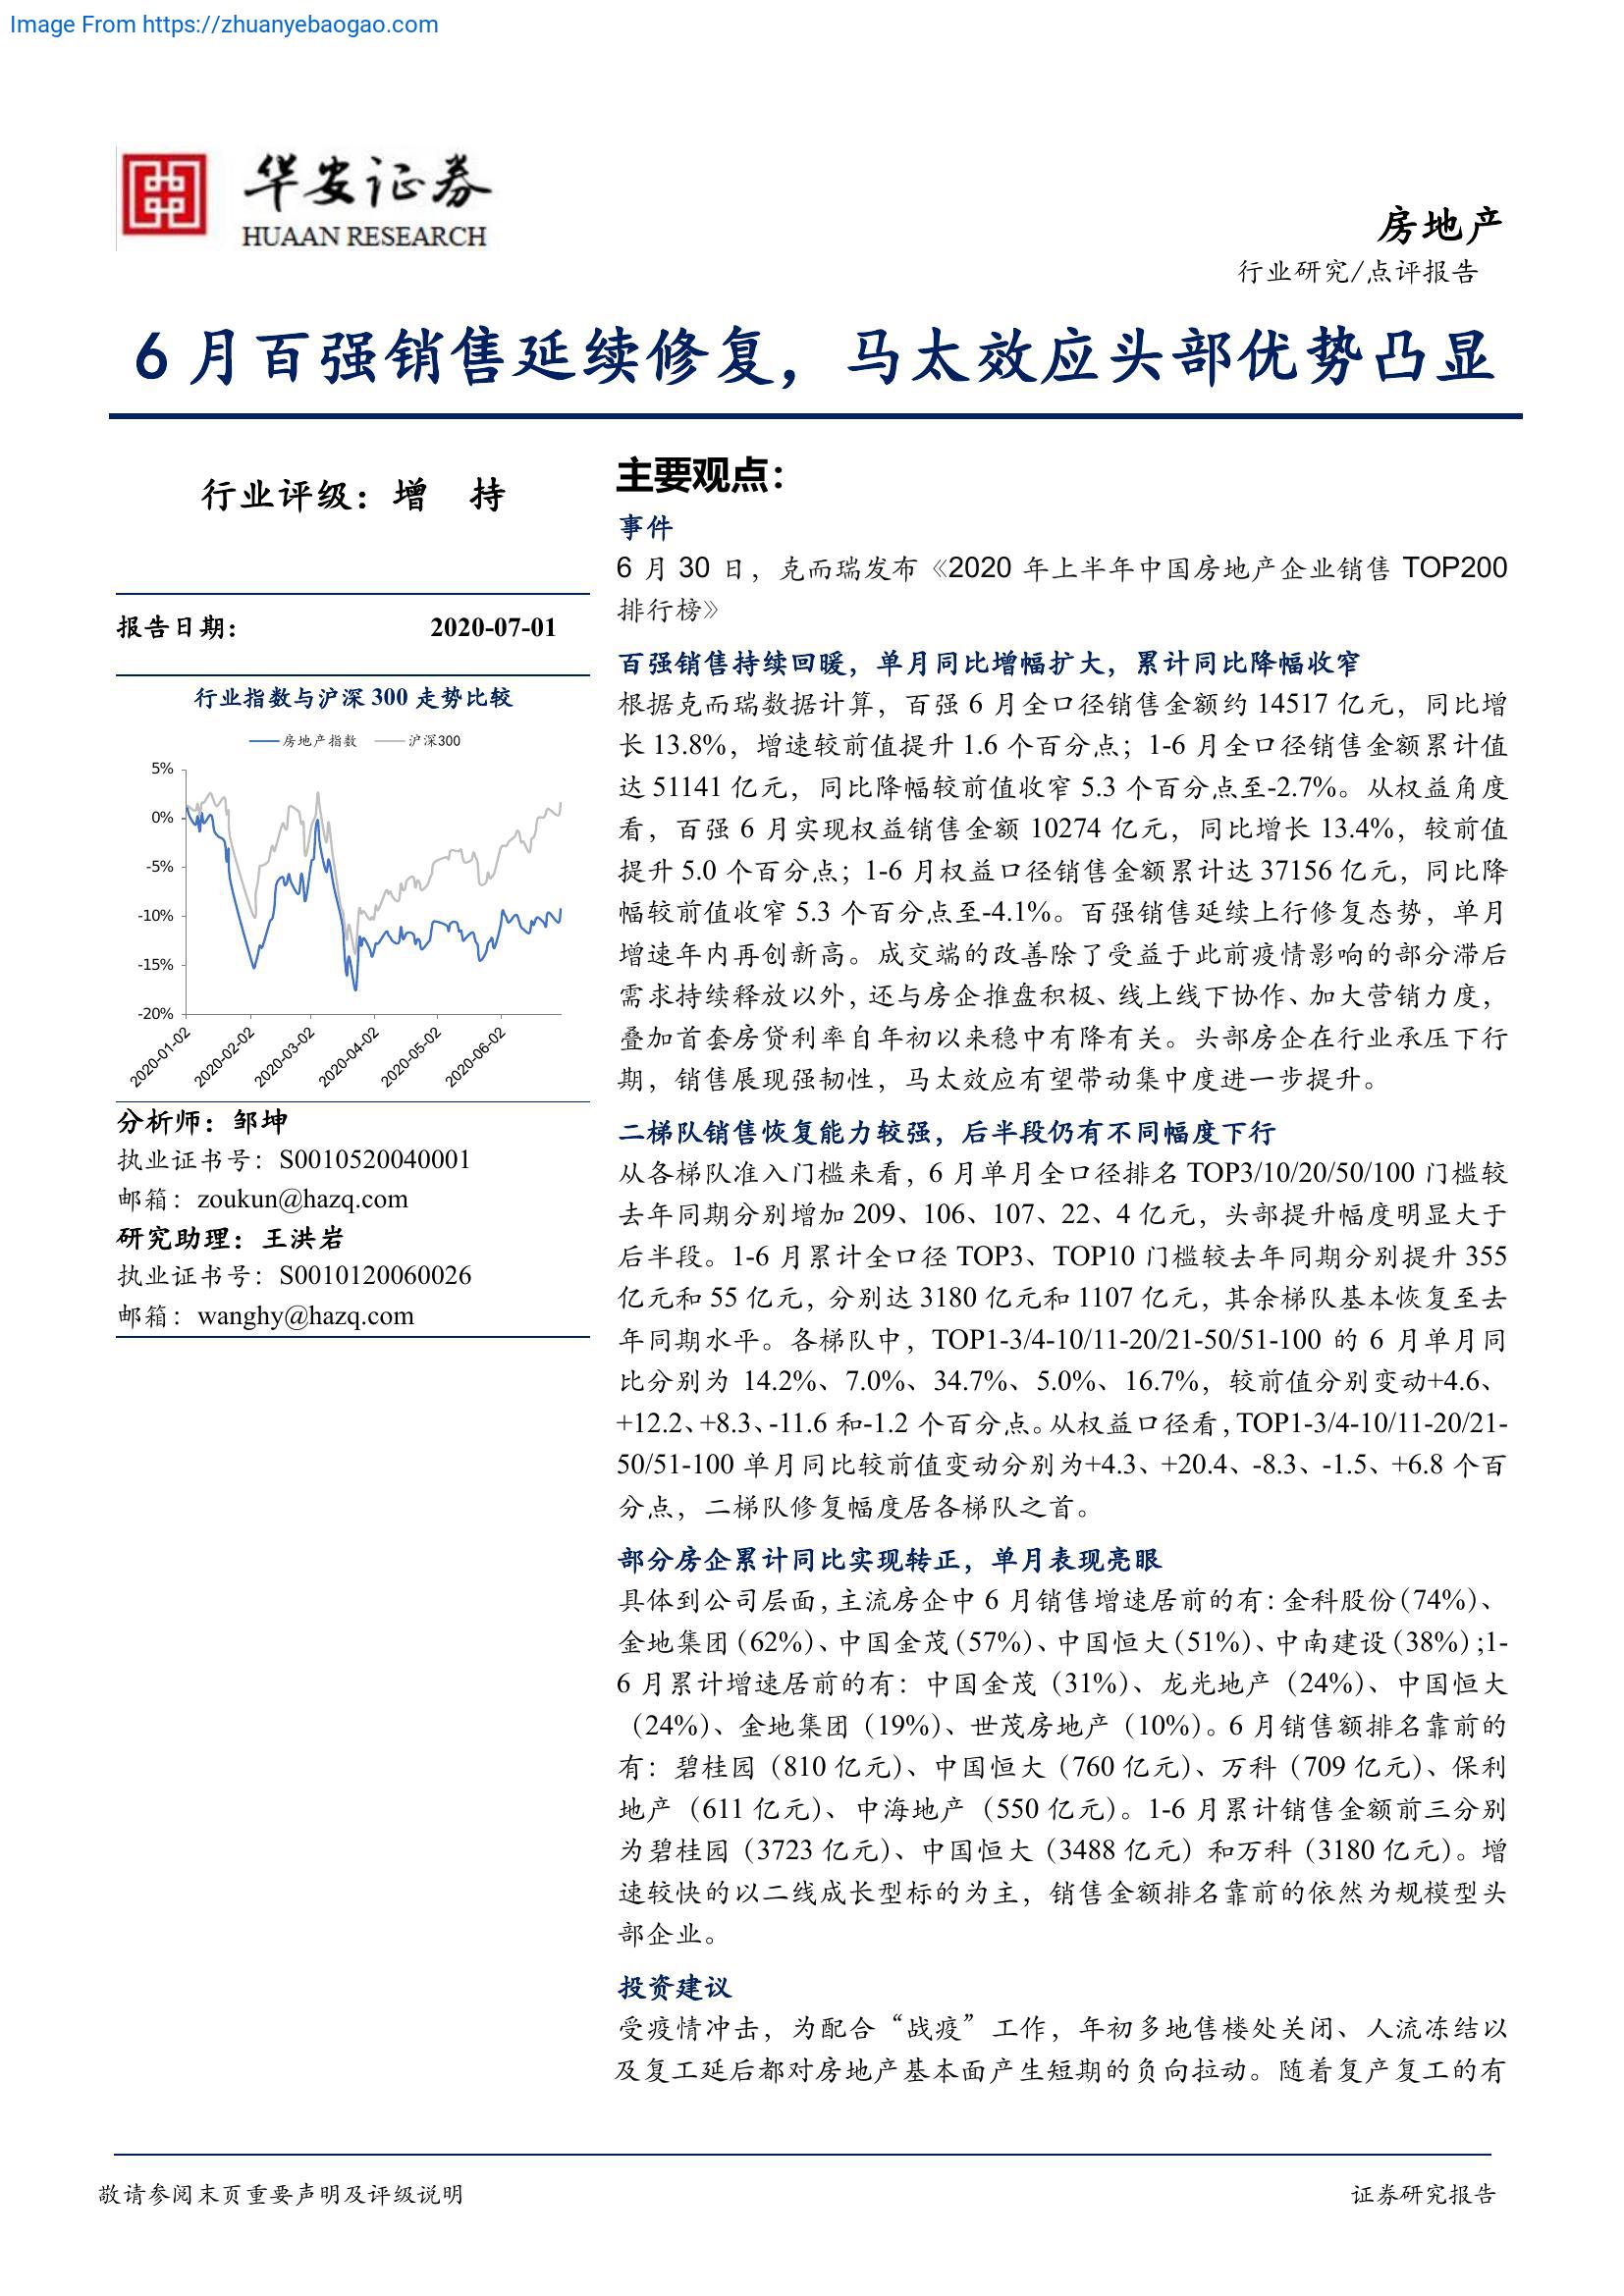 Image From https://zhuanyebaogao.com
华安证券
HUAAN RESEARCH
房地产
行业研究/点评报告
6 月百强销售延续修复，马太效应头部优势凸显
行业评级：增 持
报告日期： 2020-07-01
行业指数与沪深 300 走势比较
房地产指数 沪深300
5%
0%
-5%
-10%
-15%
-20%
2020-01-02
2020-02-02
2020-03-02
2020-04-02
2020-05-02
2020-06-02
分析师：邹坤
执业证书号：S0010520040001
邮箱：zoukun@hazq.com
研究助理：王洪岩
执业证书号：S0010120060026
邮箱：wanghy@hazq.com
主要观点：
事件
6 月 30 日，克而瑞发布《2020 年上半年中国房地产企业销售 TOP200
排行榜》
百强销售持续回暖，单月同比增幅扩大，累计同比降幅收窄
根据克而瑞数据计算，百强 6 月全口径销售金额约 14517 亿元，同比增
长 13.8%，增速较前值提升 1.6 个百分点；1-6 月全口径销售金额累计值
达 51141 亿元，同比降幅较前值收窄 5.3 个百分点至-2.7%。从权益角度
看，百强 6 月实现权益销售金额 10274 亿元，同比增长 13.4%，较前值
提升 5.0 个百分点；1-6 月权益口径销售金额累计达 37156 亿元，同比降
幅较前值收窄 5.3 个百分点至-4.1%。百强销售延续上行修复态势，单月
增速年内再创新高。成交端的改善除了受益于此前疫情影响的部分滞后
需求持续释放以外，还与房企推盘积极、线上线下协作、加大营销力度，
叠加首套房贷利率自年初以来稳中有降有关。头部房企在行业承压下行
期，销售展现强韧性，马太效应有望带动集中度进一步提升。
二梯队销售恢复能力较强，后半段仍有不同幅度下行
从各梯队准入门槛来看，6 月单月全口径排名 TOP3/10/20/50/100 门槛较
去年同期分别增加 209、106、107、22、4 亿元，头部提升幅度明显大于
后半段。1-6 月累计全口径 TOP3、TOP10 门槛较去年同期分别提升 355
亿元和 55 亿元，分别达 3180 亿元和 1107 亿元，其余梯队基本恢复至去
年同期水平。各梯队中，TOP1-3/4-10/11-20/21-50/51-100 的 6 月单月同
比分别为 14.2%、7.0%、34.7%、5.0%、16.7%，较前值分别变动+4.6、
+12.2、+8.3、-11.6 和-1.2 个百分点。从权益口径看，TOP1-3/4-10/11-20/21-
50/51-100 单月同比较前值变动分别为+4.3、+20.4、-8.3、-1.5、+6.8 个百
分点，二梯队修复幅度居各梯队之首。
部分房企累计同比实现转正，单月表现亮眼
具体到公司层面，主流房企中 6 月销售增速居前的有：金科股份（74%）、
金地集团（62%）、中国金茂（57%）、中国恒大（51%）、中南建设（38%）;1-
6 月累计增速居前的有：中国金茂（31%）、龙光地产（24%）、中国恒大
（24%）、金地集团（19%）、世茂房地产（10%）。6 月销售额排名靠前的
有：碧桂园（810 亿元）、中国恒大（760 亿元）、万科（709 亿元）、保利
地产（611 亿元）、中海地产（550 亿元）。1-6 月累计销售金额前三分别
为碧桂园（3723 亿元）、中国恒大（3488 亿元）和万科（3180 亿元）。增
速较快的以二线成长型标的为主，销售金额排名靠前的依然为规模型头
部企业。
投资建议
受疫情冲击，为配合“战疫”工作，年初多地售楼处关闭、人流冻结以
及复工延后都对房地产基本面产生短期的负向拉动。随着复产复工的有
敬请参阅末页重要声明及评级说明 证券研究报告